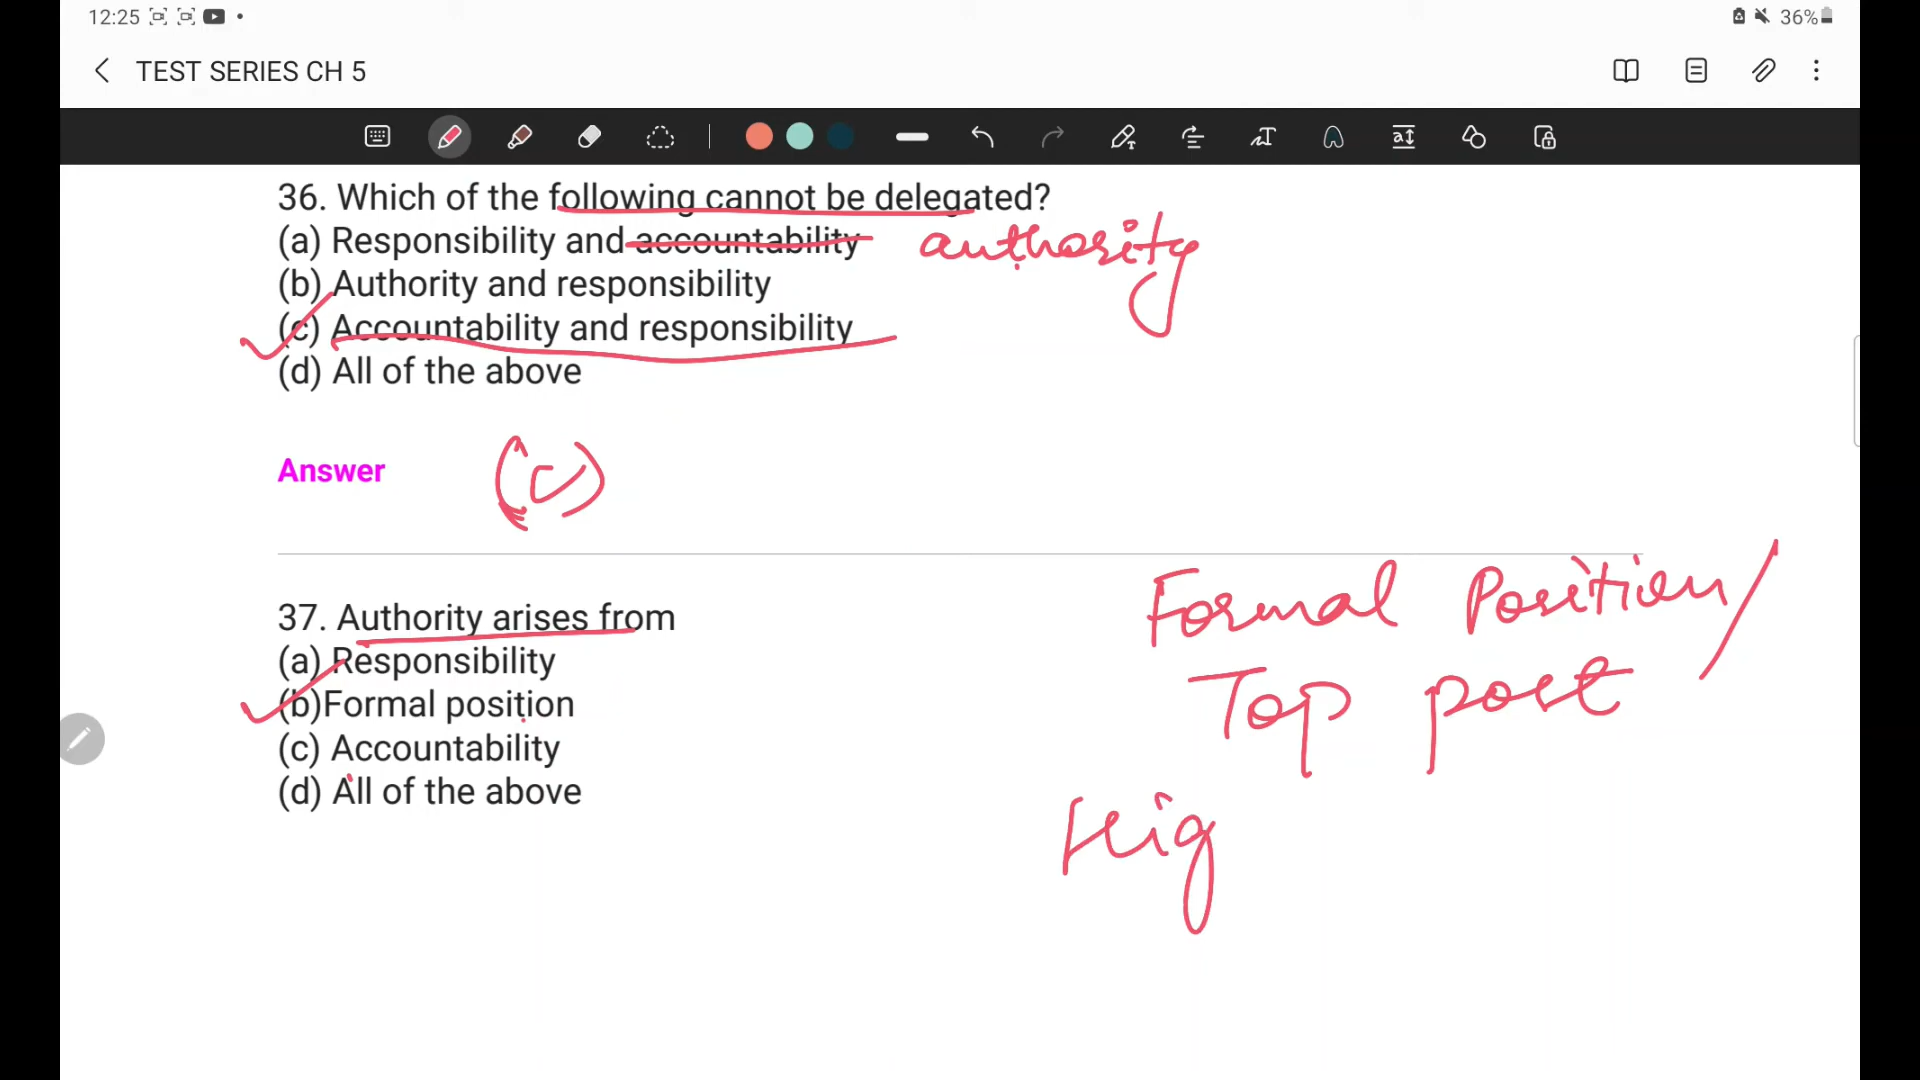 12:25
36%
TEST SERIES CH 5
36. Which of the following cannot be delegated?
(a) Responsibility and accountability authority
(b) Authority and responsibility
(c) Accountability and responsibility
(d) All of the above
Answer (c)
37. Authority arises from
(a) Responsibility
(b)Formal position
(c) Accountability
(d) All of the above
Formal Position/
Top post
Hig